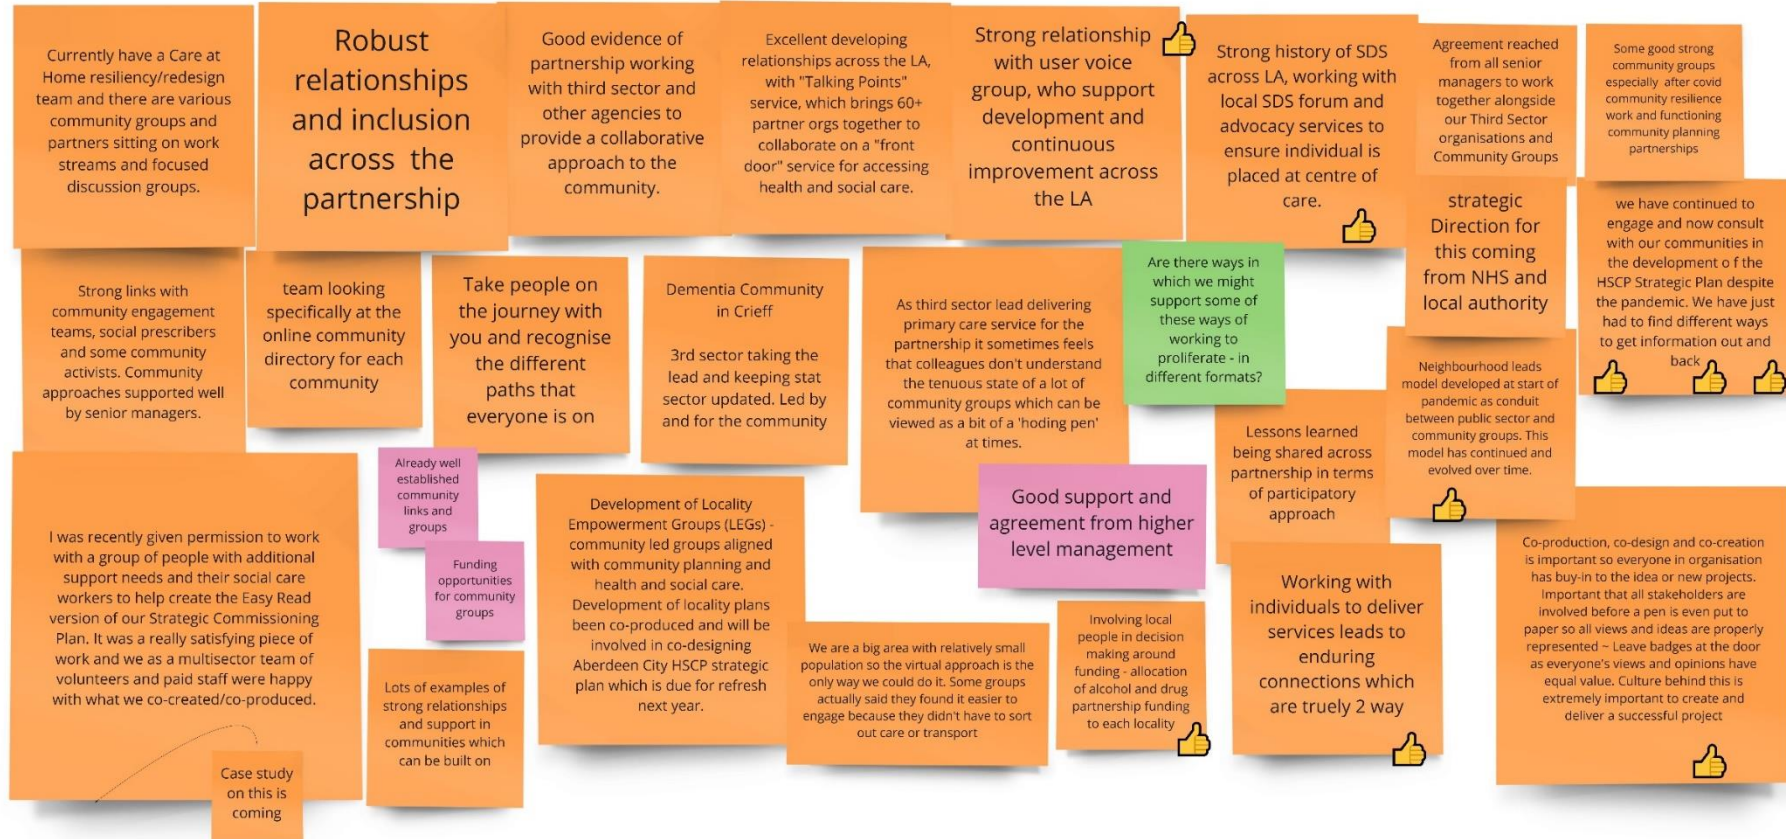 Currently have a Care at
Home resiliency/redesign
team and there are various
community groups and
partners sitting on work
streams and focused
discussion groups.
Robust
relationships
and inclusion
across the
partnership
Good evidence of
partnership working
with third sector and
other agencies to
provide a collaborative
approach to the
community.
Excellent developing
relationships across the LA,
with "Talking Points"
service, which brings 60+
partner orgs together to
collaborate on a "front
door" service for accessing
health and social care.
Strong relationship
with user voice
group, who support
development and
continuous
improvement across
the LA
Strong history of SDS
across LA, working with
local SDS forum and
advocacy services to
ensure individual is
placed at centre of
care.
Agreement reached
from all senior
managers to work
together alongside
our Third Sector
organisations and
Community Groups
Some good strong
community groups
especially after covid
community resilience
work and functioning
community planning
partnerships
Strong links with
community engagement
teams, social prescribers
and some community
activists. Community
approaches supported well
by senior managers.
team looking
specifically at the
online community
directory for each
community
Take people on
the journey with
you and recognise
the different
paths that
everyone is on
Dementia Community
in Crieff
3rd sector taking the
lead and keeping stat
sector updated. Led by
and for the community
As third sector lead delivering
primary care service for the
partnership it sometimes feels
that colleagues don't understand
the tenuous state of a lot of
community groups which can be
viewed as a bit of a 'hoding pen'
at times.
Are there ways in
which we might
support some of
these ways of
working to
proliferate - in
different formats?
strategic
Direction for
this coming
from NHS and
local authority
we have continued to
engage and now consult
with our communities in
the development o f the
HSCP Strategic Plan despite
the pandemic. We have just
had to find different ways
to get information out and
back
Lessons learned
being shared across
partnership in terms
of participatory
approach
Neighbourhood leads
model developed at start of
pandemic as conduit
between public sector and
community groups. This
model has continued and
evolved over time.
I was recently given permission to work
with a group of people with additional
support needs and their social care
workers to help create the Easy Read
version of our Strategic Commissioning
Plan. It was a really satisfying piece of
work and we as a multisector team of
volunteers and paid staff were happy
with what we co-created/co-produced.
Case study
on this is
coming
Already well
established
community
links and
groups
Funding
opportunities
for community
groups
Lots of examples of
strong relationships
and support in
communities which
can be built on
Development of Locality
Empowerment Groups (LEGs) -
community led groups aligned
with community planning and
health and social care.
Development of locality plans
been co-produced and will be
involved in co-designing
Aberdeen City HSCP strategic
plan which is due for refresh
next year.
Good support and
agreement from higher
level management
We are a big area with relatively small
population so the virtual approach is the
only way we could do it. Some groups
actually said they found it easier to
engage because they didn't have to sort
out care or transport
Involving local
people in decision
making around
funding - allocation
of alcohol and drug
partnership funding
to each locality
Working with
individuals to deliver
services leads to
enduring
connections which
are truely 2 way
Co-production, co-design and co-creation
is important so everyone in organisation
has buy-in to the idea or new projects.
Important that all stakeholders are
involved before a pen is even put to
paper so all views and ideas are properly
represented ~ Leave badges at the door
as everyone's views and opinions have
equal value. Culture behind this is
extremely important to create and
deliver a successful project